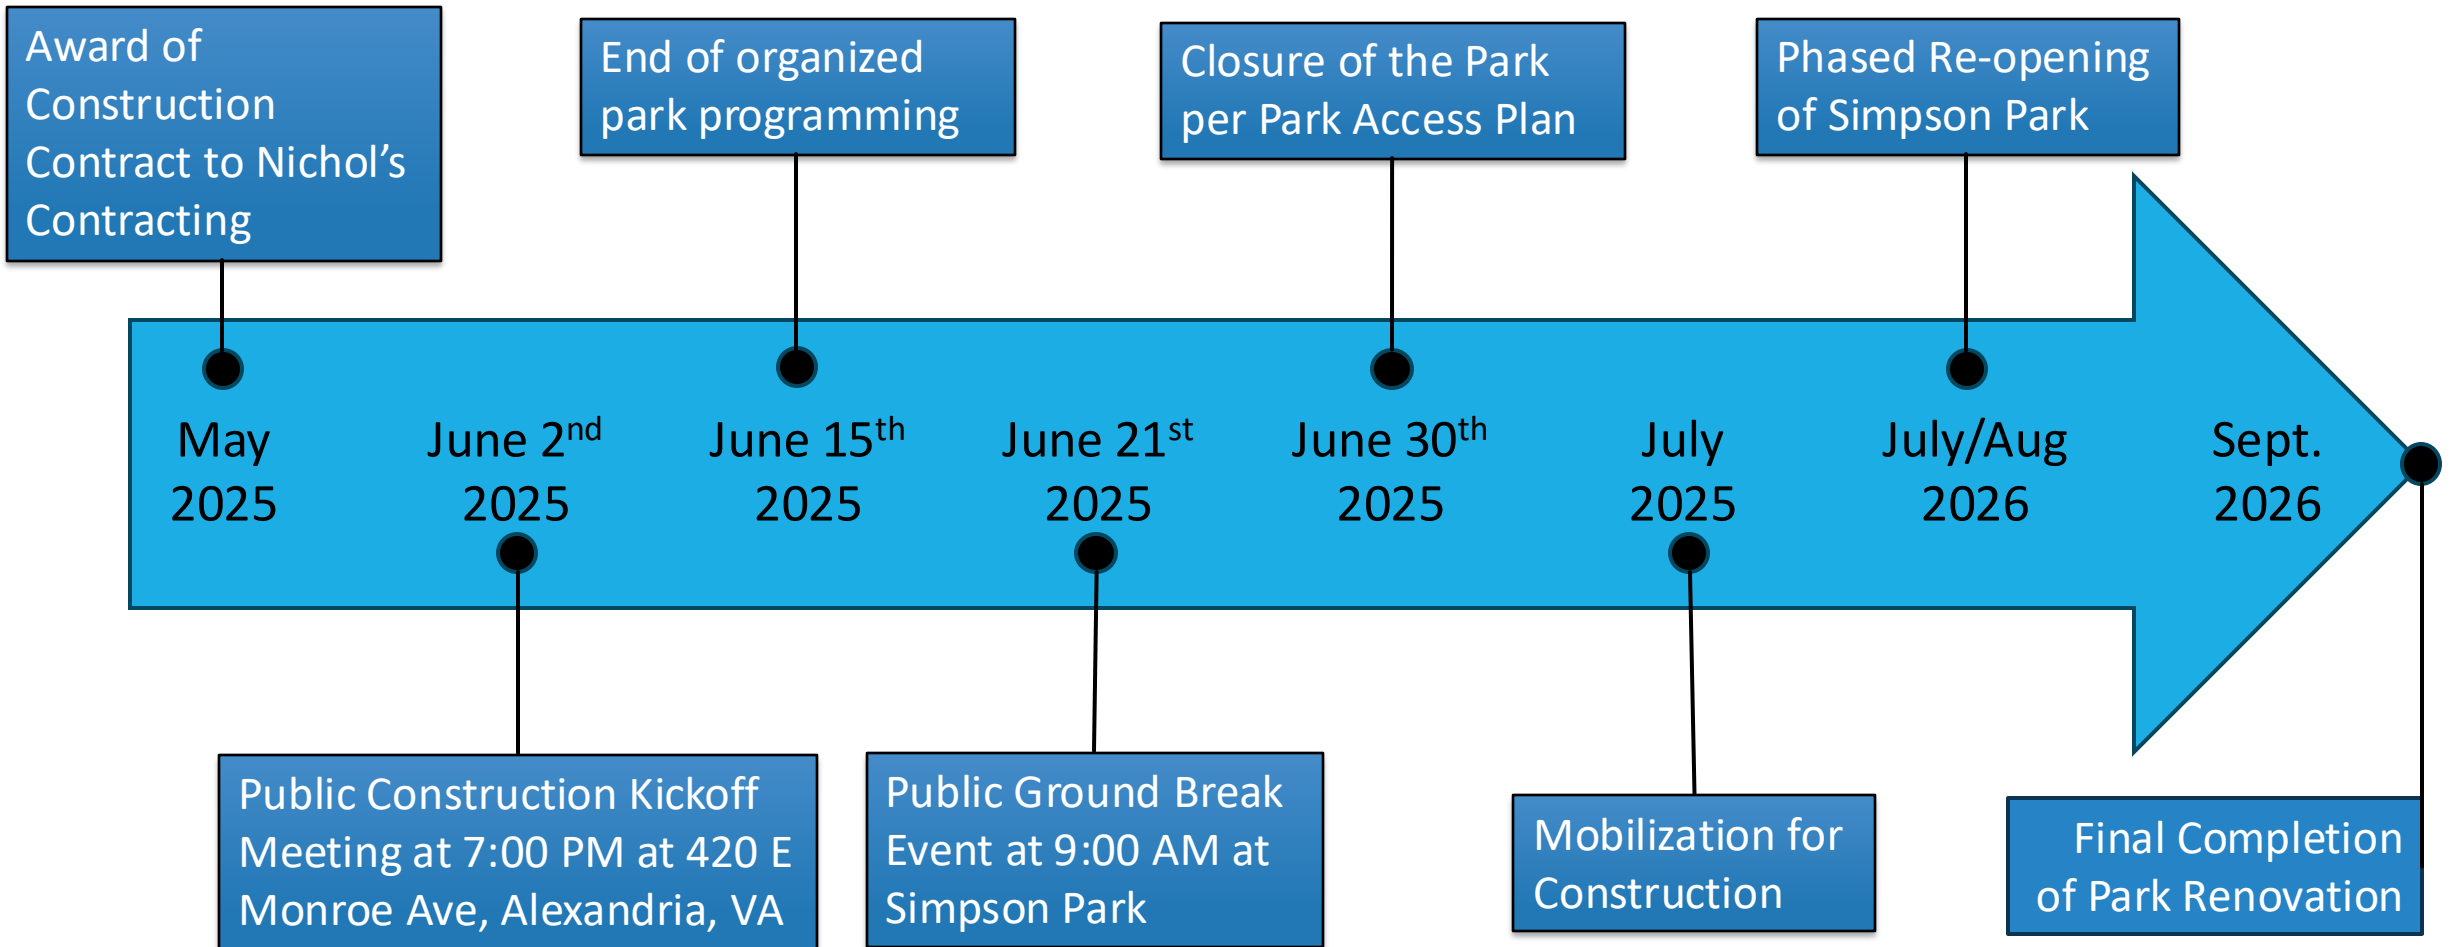 Award of
Construction
Contract to Nichol’s
Contracting
End of organized
park programming
Closure of the Park
per Park Access Plan
Phased Re-opening
of Simpson Park
May
2025
June 2nd
2025
June 15th
2025
June 21st
2025
June 30th
2025
July
2025
July/Aug
2026
Sept.
2026
Public Construction Kickoff
Meeting at 7:00 PM at 420 E
Monroe Ave, Alexandria, VA
Public Ground Break
Event at 9:00 AM at
Simpson Park
Mobilization for
Construction
Final Completion
of Park Renovation